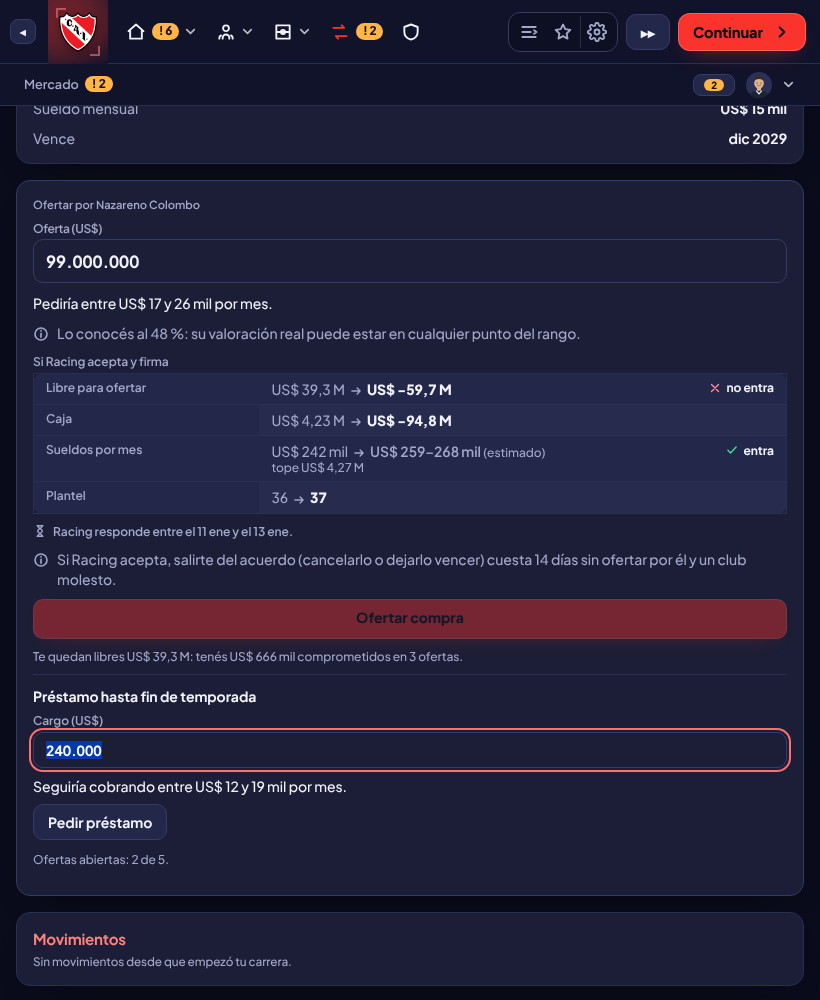 ! 6
! 2
Continuar
Mercado ! 2
2
Sueldo mensual US$ 15 mil
Vence dic 2029
Ofertar por Nazareno Colombo
Oferta (US$)
99.000.000
Pediría entre US$ 17 y 26 mil por mes.
Lo conocés al 48 %: su valoración real puede estar en cualquier punto del rango.
Si Racing acepta y firma
Libre para ofertar US$ 39,3 M → US$ -59,7 M no entra
Caja US$ 4,23 M → US$ -94,8 M
Sueldos por mes US$ 242 mil → US$ 259–268 mil (estimado) entra
tope US$ 4,27 M
Plantel 36 → 37
Racing responde entre el 11 ene y el 13 ene.
Si Racing acepta, salirte del acuerdo (cancelarlo o dejarlo vencer) cuesta 14 días sin ofertar por él y un club
molesto.
Ofertar compra
Te quedan libres US$ 39,3 M: tenés US$ 666 mil comprometidos en 3 ofertas.
Préstamo hasta fin de temporada
Cargo (US$)
240.000
Seguiría cobrando entre US$ 12 y 19 mil por mes.
Pedir préstamo
Ofertas abiertas: 2 de 5.
Movimientos
Sin movimientos desde que empezó tu carrera.